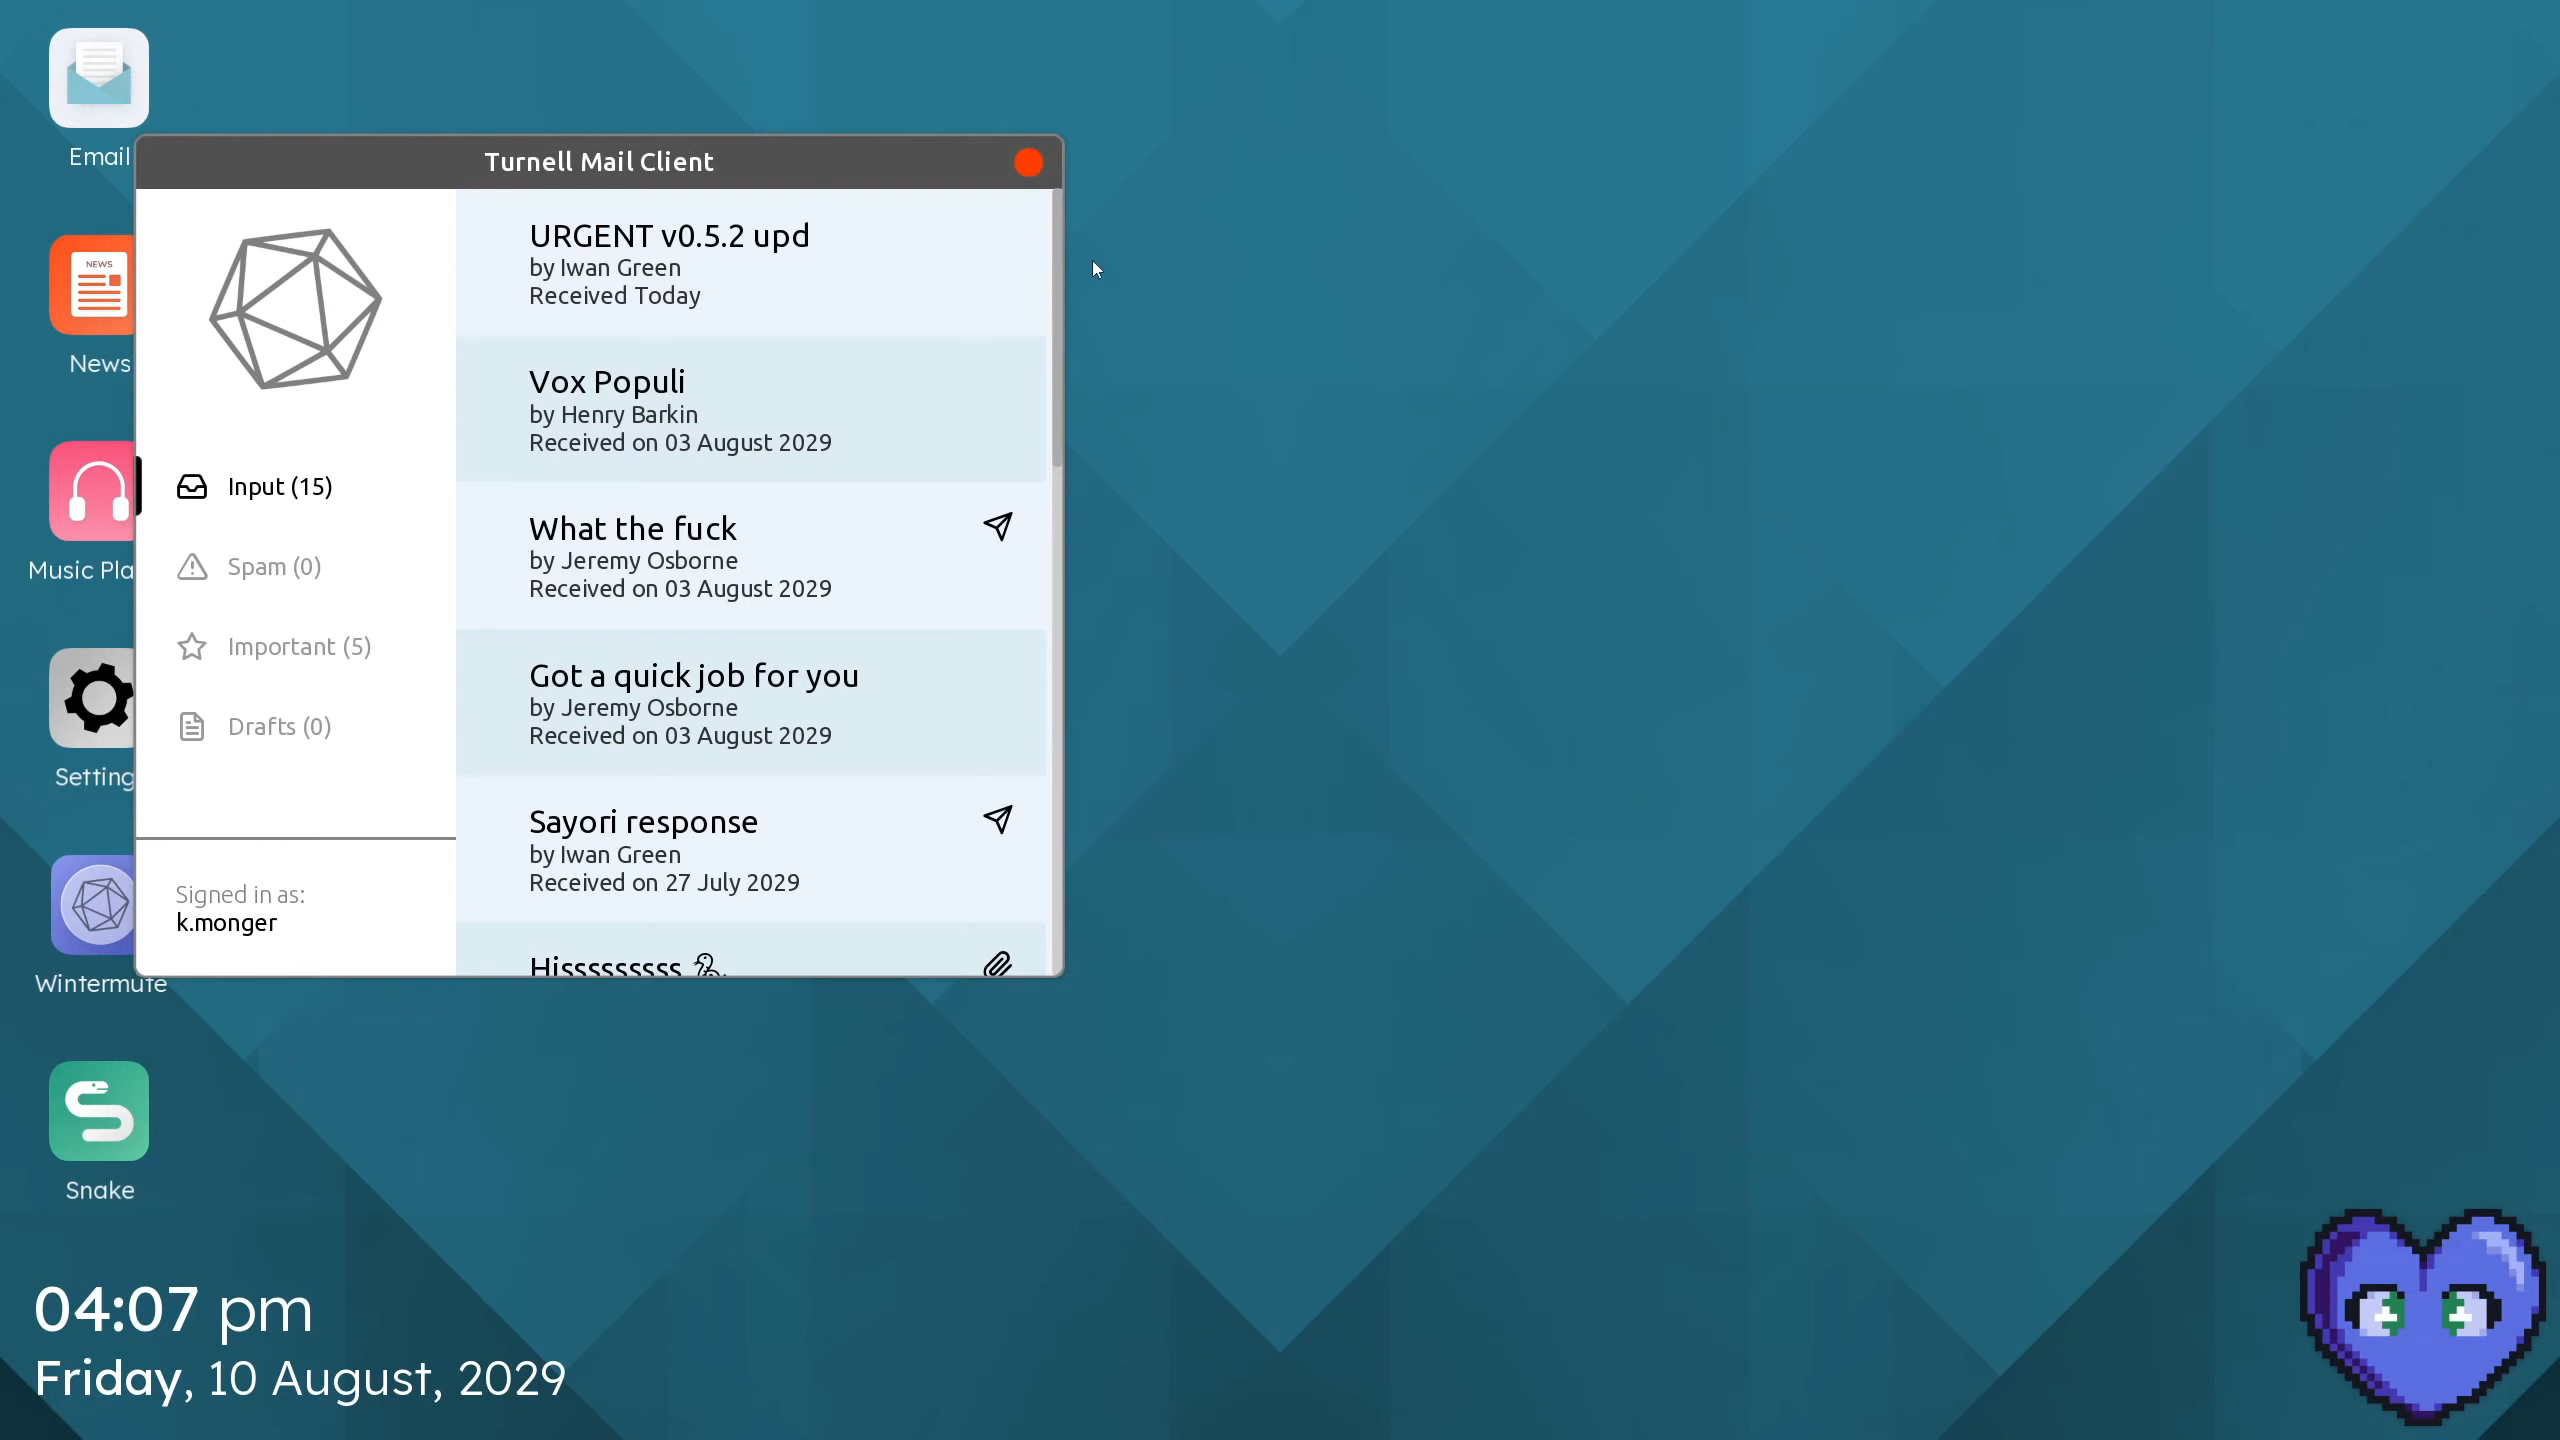 Email
NEWS
News
Music Pla
Setting
Wintermute
Snake
Turnell Mail Client
Input (15)
Spam (0)
Important (5)
Drafts (0)
Signed in as:
k.monger
URGENT v0.5.2 upd
by Iwan Green
Received Today
Vox Populi
by Henry Barkin
Received on 03 August 2029
What the fuck
by Jeremy Osborne
Received on 03 August 2029
Got a quick job for you
by Jeremy Osborne
Received on 03 August 2029
Sayori response
by Iwan Green
Received on 27 July 2029
Hisssssssss
04:07 pm
Friday, 10 August, 2029